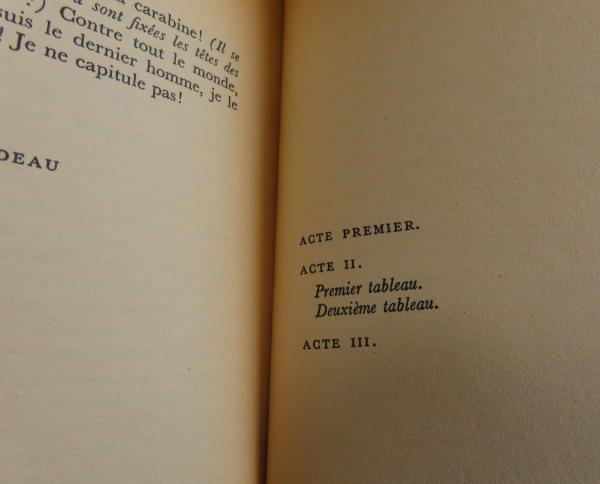 carabine! (Il se
sont fixées les têtes des
Contre tout le monde,
suis le dernier homme, je le
! Je ne capitule pas!
DEAU
ACTE PREMIER.
ACTE II.
Premier tableau.
Deuxième tableau.
ACTE III.